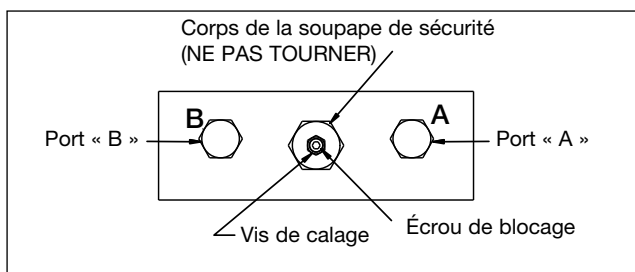 Corps de la soupape de sécurité
(NE PAS TOURNER)
B
A
Port « B »
Port « A »
Écrou de blocage
Vis de calage